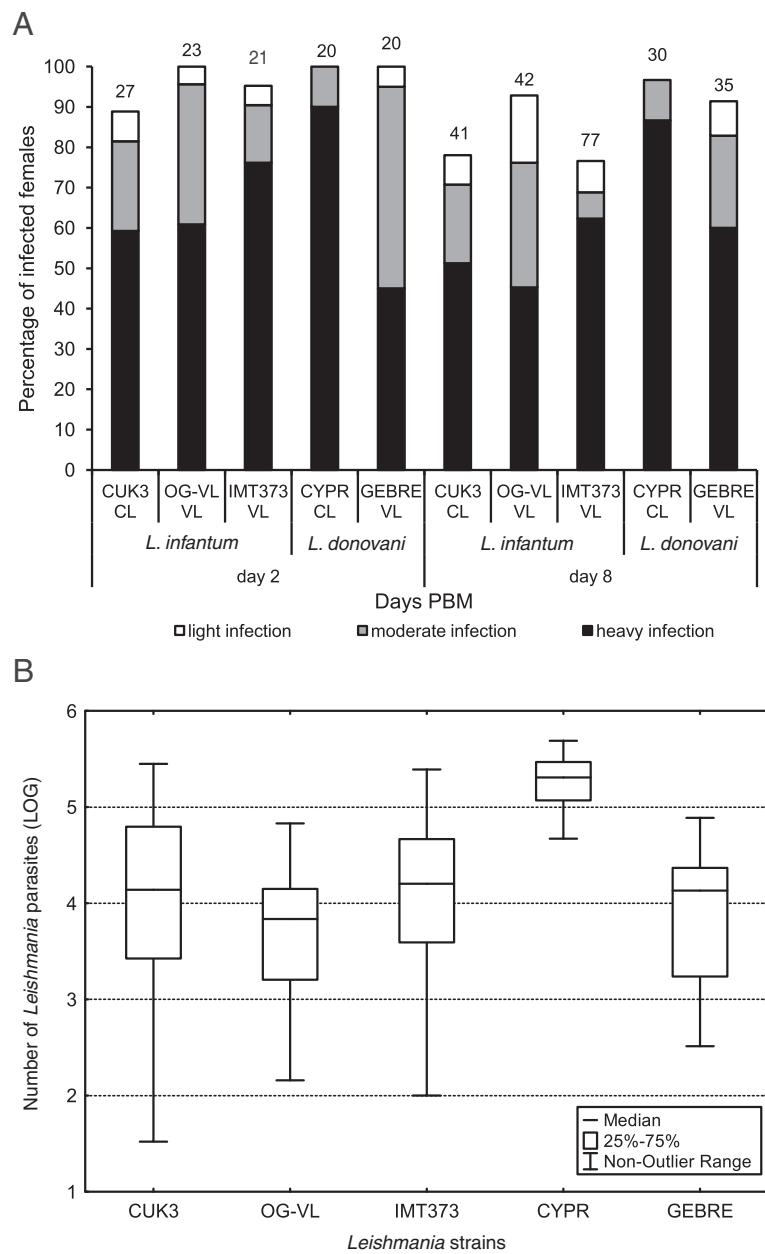 A
Percentage of infected females
100
90
80
70
60
50
40
30
20
10
0
27
23
21
20
20
41
42
77
30
35
CUK3 OG-VL IMT373 CYPR GEBRE CUK3 OG-VL IMT373 CYPR GEBRE
CL VL VL CL VL CL VL VL CL VL
L. infantum L. donovani L. infantum L. donovani
day 2 day 8
Days PBM
light infection moderate infection heavy infection
B
Number of Leishmania parasites (LOG)
6
5
4
3
2
1
Median
25%-75%
Non-Outlier Range
CUK3 OG-VL IMT373 CYPR GEBRE
Leishmania strains